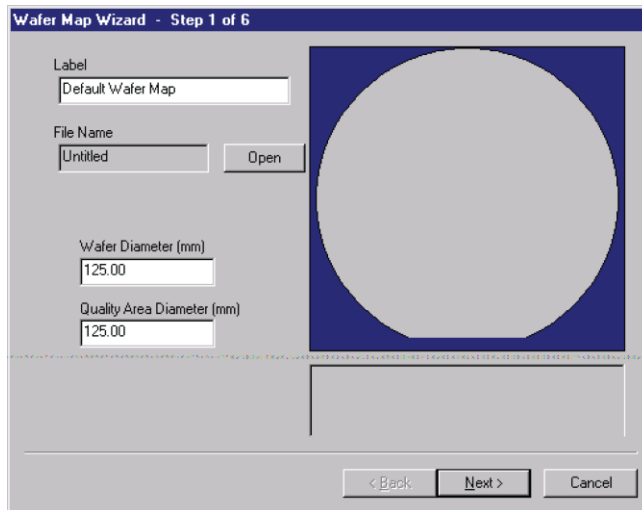 Wafer Map Wizard - Step 1 of 6
Label
Default Wafer Map
File Name
Untitled
Open
Wafer Diameter (mm)
125.00
Quality Area Diameter (mm)
125.00
< Back
Next >
Cancel